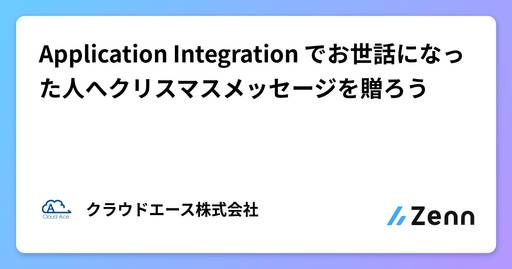 Application Integration でお世話になっ
た人へクリスマスメッセージを贈ろう
A
Cloud Ace
クラウドエース株式会社
Zenn